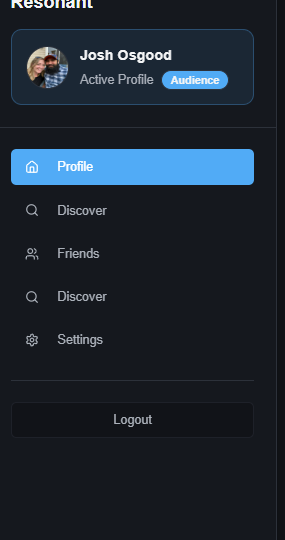 Resonant
Josh Osgood
Active Profile Audience
Profile
Discover
Friends
Discover
Settings
Logout